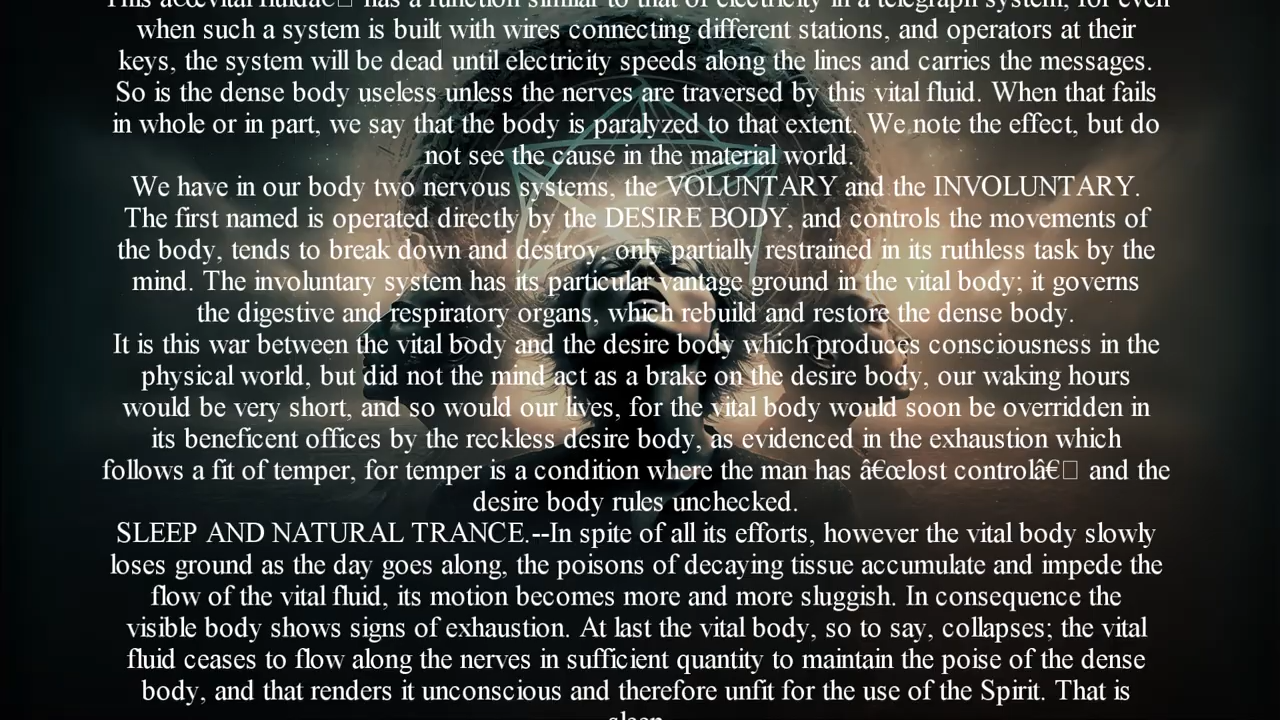 This â€œvital fluidâ€ has a function similar to that of electricity in a telegraph system, for even
when such a system is built with wires connecting different stations, and operators at their
keys, the system will be dead until electricity speeds along the lines and carries the messages.
So is the dense body useless unless the nerves are traversed by this vital fluid. When that fails
in whole or in part, we say that the body is paralyzed to that extent. We note the effect, but do
not see the cause in the material world.
We have in our body two nervous systems, the VOLUNTARY and the INVOLUNTARY.
The first named is operated directly by the DESIRE BODY, and controls the movements of
the body, tends to break down and destroy, only partially restrained in its ruthless task by the
mind. The involuntary system has its particular vantage ground in the vital body; it governs
the digestive and respiratory organs, which rebuild and restore the dense body.
It is this war between the vital body and the desire body which produces consciousness in the
physical world, but did not the mind act as a brake on the desire body, our waking hours
would be very short, and so would our lives, for the vital body would soon be overridden in
its beneficent offices by the reckless desire body, as evidenced in the exhaustion which
follows a fit of temper, for temper is a condition where the man has â€œlost controlâ€□ and the
desire body rules unchecked.
SLEEP AND NATURAL TRANCE.--In spite of all its efforts, however the vital body slowly
loses ground as the day goes along, the poisons of decaying tissue accumulate and impede the
flow of the vital fluid, its motion becomes more and more sluggish. In consequence the
visible body shows signs of exhaustion. At last the vital body, so to say, collapses; the vital
fluid ceases to flow along the nerves in sufficient quantity to maintain the poise of the dense
body, and that renders it unconscious and therefore unfit for the use of the Spirit. That is
sleep.